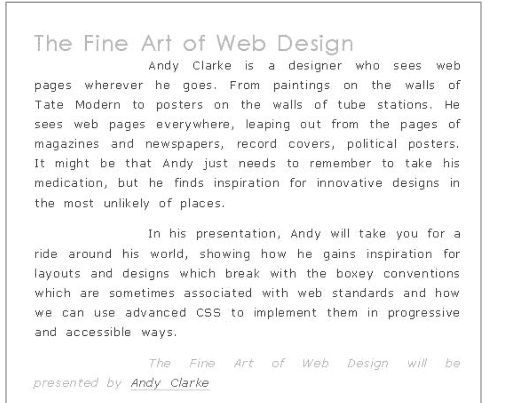 The Fine Art of Web Design
Andy Clarke is a designer who sees web
pages wherever he goes. From paintings on the walls of
Tate Modern to posters on the walls of tube stations. He
sees web pages everywhere, leaping out from the pages of
magazines and newspapers, record covers, political posters.
It might be that Andy just needs to remember to take his
medication, but he finds inspiration for innovative designs in
the most unlikely of places.
In his presentation, Andy will take you for a
ride around his world, showing how he gains inspiration for
layouts and designs which break with the boxey conventions
which are sometimes associated with web standards and how
we can use advanced CSS to implement them in progressive
and accessible ways.
The Fine Art of Web Design will be
presented by Andy Clarke